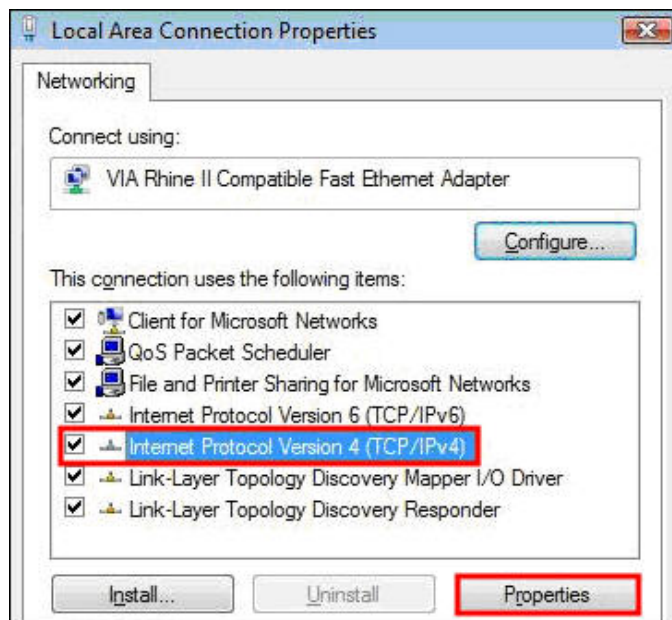 Local Area Connection Properties
Networking
Connect using:
VIA Rhine II Compatible Fast Ethernet Adapter
Configure...
This connection uses the following items:
Client for Microsoft Networks
QoS Packet Scheduler
File and Printer Sharing for Microsoft Networks
Internet Protocol Version 6 (TCP/IPv6)
Internet Protocol Version 4 (TCP/IPv4)
Link-Layer Topology Discovery Mapper I/O Driver
Link-Layer Topology Discovery Responder
Install...
Uninstall
Properties